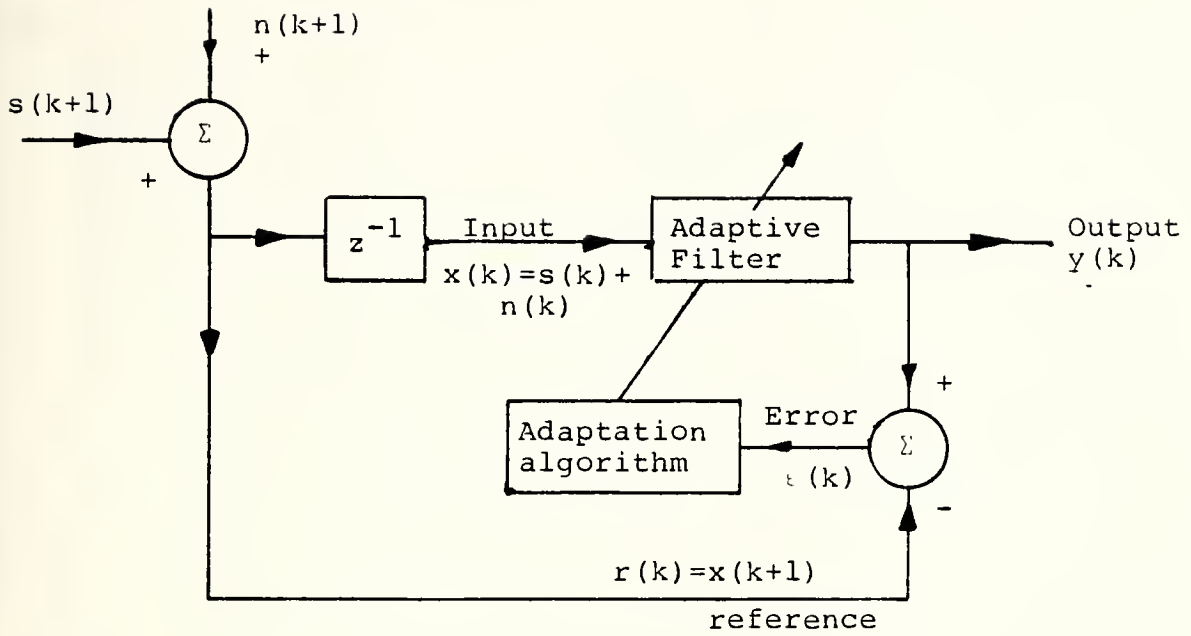 n(k+1)
+
s(k+1)
Σ
+
z-1
Input
x(k)=s(k)+
n(k)
Adaptive
Filter
Output
y(k)
+
Adaptation
algorithm
Error
(k)
Σ
-
r(k)=x(k+1)
reference